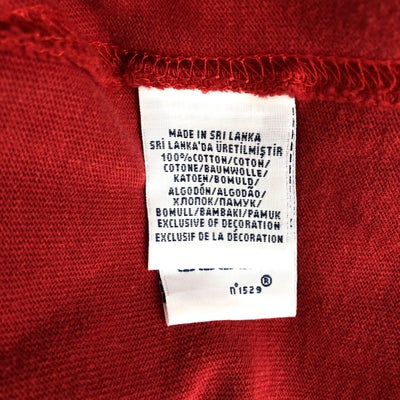 MADE IN SRI LANKA
SRİ LANKA'DA ÜRETİLMİŞTİR
100%COTTON/COTON/
COTONE/BAUMWOLLE/
KATOEN/BOMULD/
ALGODÓN/ALGODÃO/
ХЛОПОК/ПАМУК/
BOMULL/BAMBAKI/PAMUK
EXCLUSIVE OF DECORATION
EXCLUSIF DE LA DÉCORATION
nº1529®